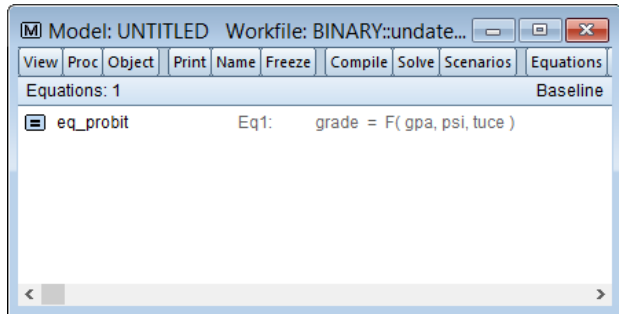 M Model: UNTITLED Workfile: BINARY::undate...
View Proc Object Print Name Freeze Compile Solve Scenarios Equations
Equations: 1 Baseline
eq_probit Eq1: grade = F( gpa, psi, tuce )